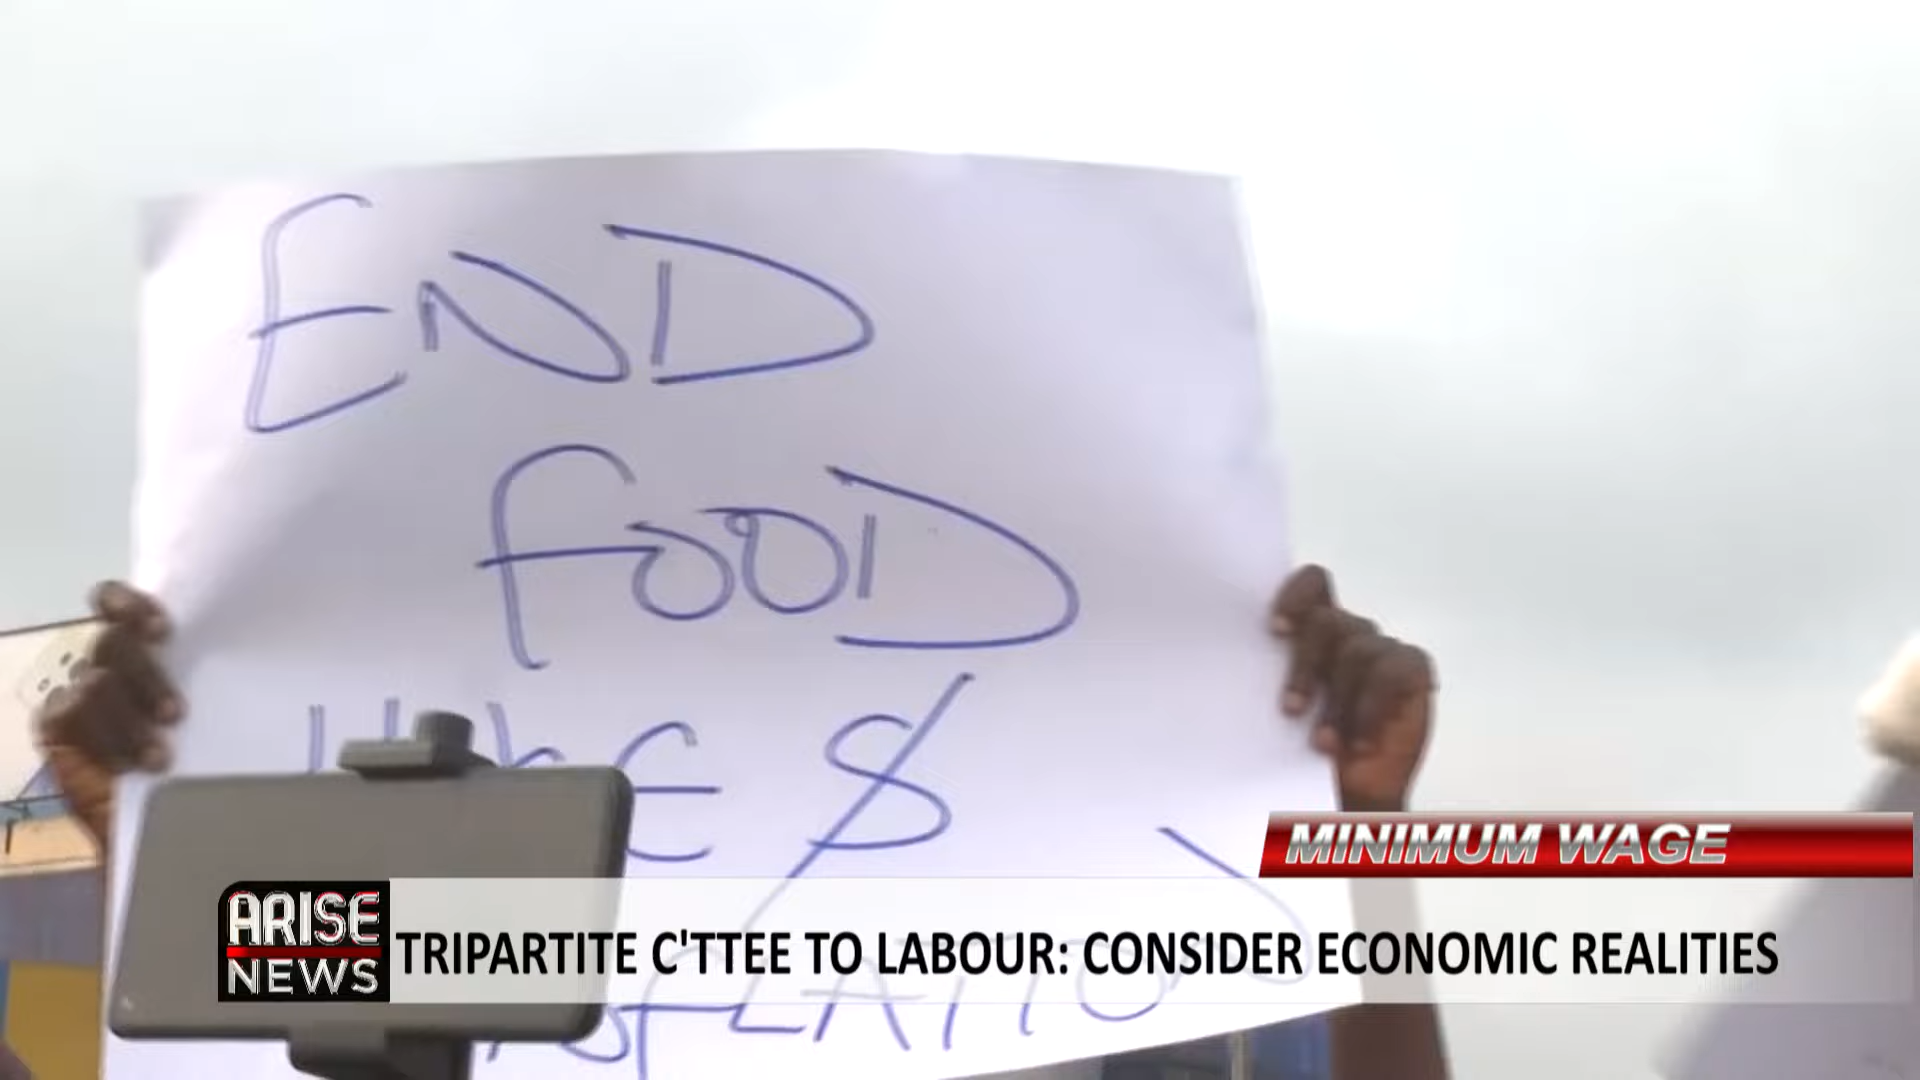 END
FOOD
MINIMUM WAGE
ARISE
NEWS
TRIPARTITE C'TTEE TO LABOUR: CONSIDER ECONOMIC REALITIES